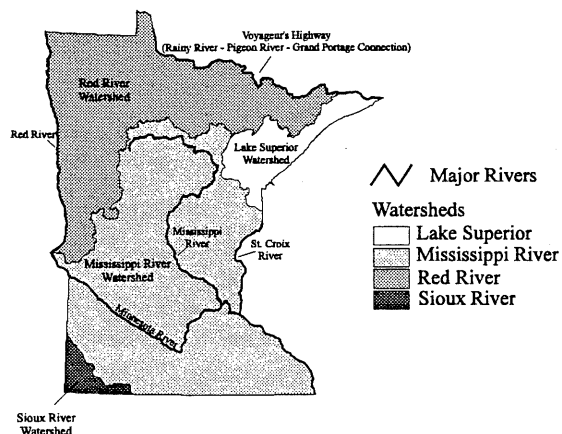 Voyageur's Highway
(Rainy River - Pigeon River - Grand Portage Connection)
Red River
Watershed
Red River
Lake Superior
Watershed
Major Rivers
Watersheds
Lake Superior
Mississippi River
Red River
Sioux River
Mississippi
River
St. Croix
River
Mississippi River
Watershed
Minnesota River
Sioux River
Watershed